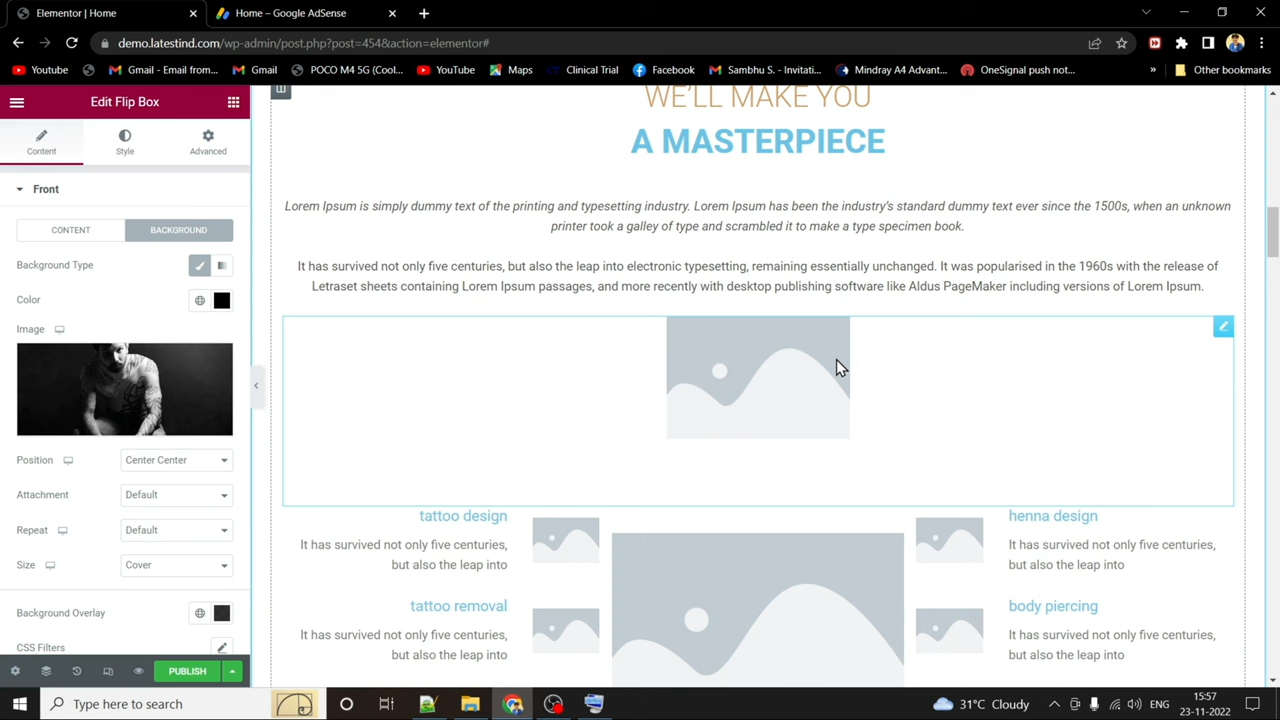 Elementor | Home
Home – Google AdSense
demo.latestind.com/wp-admin/post.php?post=454&action=elementor#
Youtube
Gmail - Email from...
Gmail
POCO M4 5G (Cool...
YouTube
Maps
Clinical Trial
Facebook
Sambhu S. - Invitati...
Mindray A4 Advant...
OneSignal push not...
»
Other bookmarks
Edit Flip Box
Content
Style
Advanced
Front
CONTENT
BACKGROUND
Background Type
Color
Image
Position
Center Center
Attachment
Default
Repeat
Default
Size
Cover
Background Overlay
CSS Filters
PUBLISH
WE'LL MAKE YOU
A MASTERPIECE
Lorem Ipsum is simply dummy text of the printing and typesetting industry. Lorem Ipsum has been the industry's standard dummy text ever since the 1500s, when an unknown
printer took a galley of type and scrambled it to make a type specimen book.
It has survived not only five centuries, but also the leap into electronic typesetting, remaining essentially unchanged. It was popularised in the 1960s with the release of
Letraset sheets containing Lorem Ipsum passages, and more recently with desktop publishing software like Aldus PageMaker including versions of Lorem Ipsum.
tattoo design
It has survived not only five centuries,
but also the leap into
tattoo removal
It has survived not only five centuries,
but also the leap into
henna design
It has survived not only five centuries,
but also the leap into
body piercing
It has survived not only five centuries,
but also the leap into
Type here to search
31°C Cloudy
ENG
15:57
23-11-2022